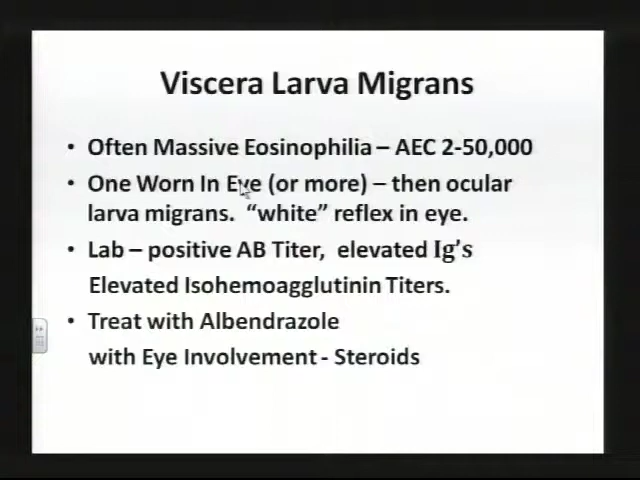 Viscera Larva Migrans
• Often Massive Eosinophilia – AEC 2-50,000
• One Worn In Eye (or more) – then ocular
larva migrans. “white” reflex in eye.
• Lab – positive AB Titer, elevated Ig’s
Elevated Isohemoagglutinin Titers.
• Treat with Albendrazole
with Eye Involvement - Steroids